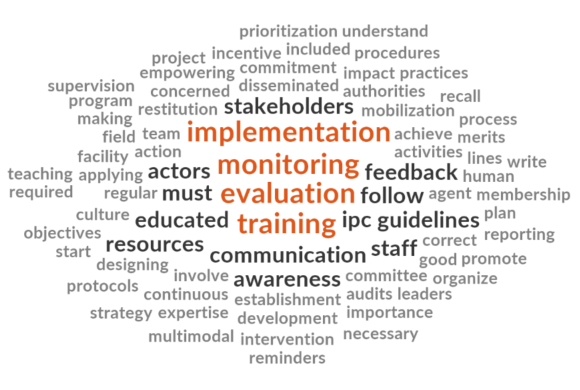 prioritization understand
project incentive included procedures
empowering commitment impact practices
supervision concerned disseminated authorities recall
program restitution stakeholders mobilization process
making
field team implementation achieve merits
facility action monitoring activities lines write
teaching applying actors feedback human
required regular must evaluation follow agent membership
culture educated training ipc guidelines plan
objectives resources staff correct reporting
start communication good promote
designing involve awareness committee organize
protocols continuous establishment audits leaders
strategy expertise development importance
multimodal intervention necessary
reminders